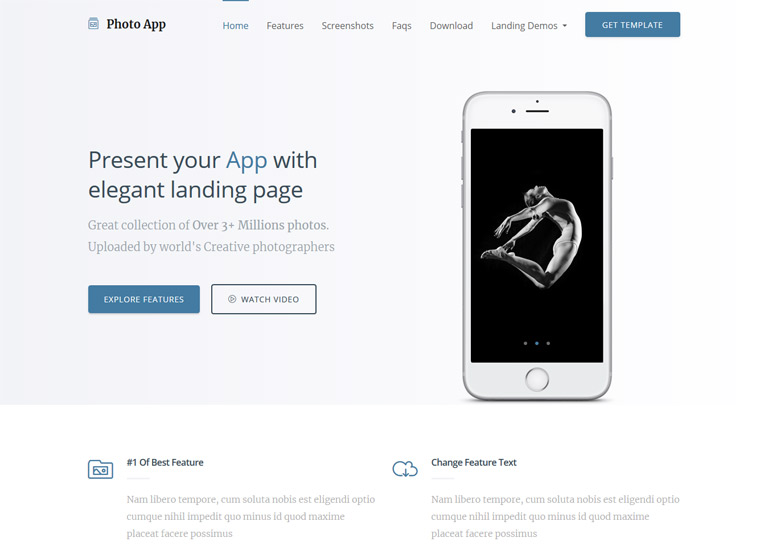 Photo App
Home Features Screenshots Faqs Download Landing Demos GET TEMPLATE
Present your App with
elegant landing page
Great collection of Over 3+ Millions photos.
Uploaded by world's Creative photographers
EXPLORE FEATURES WATCH VIDEO
#1 Of Best Feature
Nam libero tempore, cum soluta nobis est eligendi optio
cumque nihil impedit quo minus id quod maxime
placeat facere possimus
Change Feature Text
Nam libero tempore, cum soluta nobis est eligendi optio
cumque nihil impedit quo minus id quod maxime
placeat facere possimus